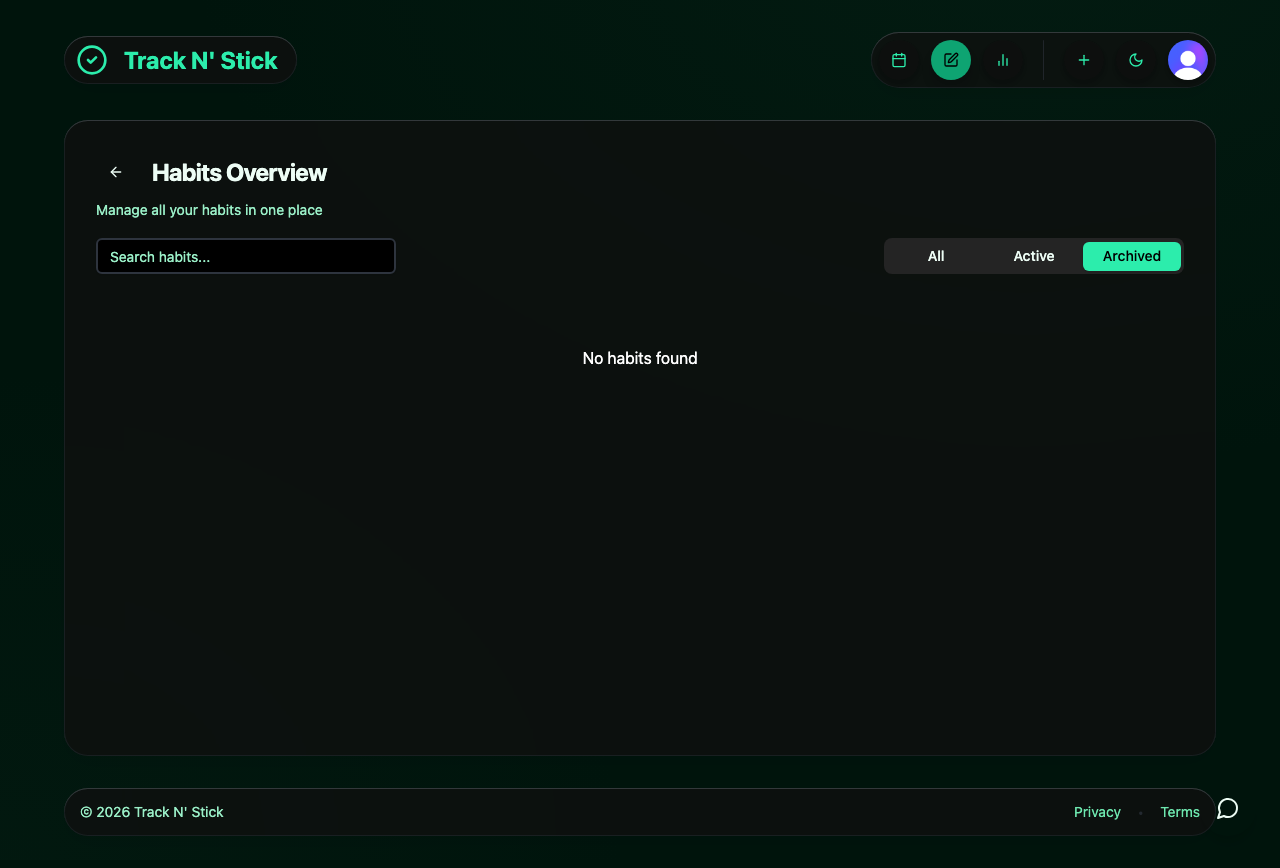 Track N' Stick
Habits Overview
Manage all your habits in one place
Search habits...
All
Active
Archived
No habits found
© 2026 Track N' Stick
Privacy
Terms